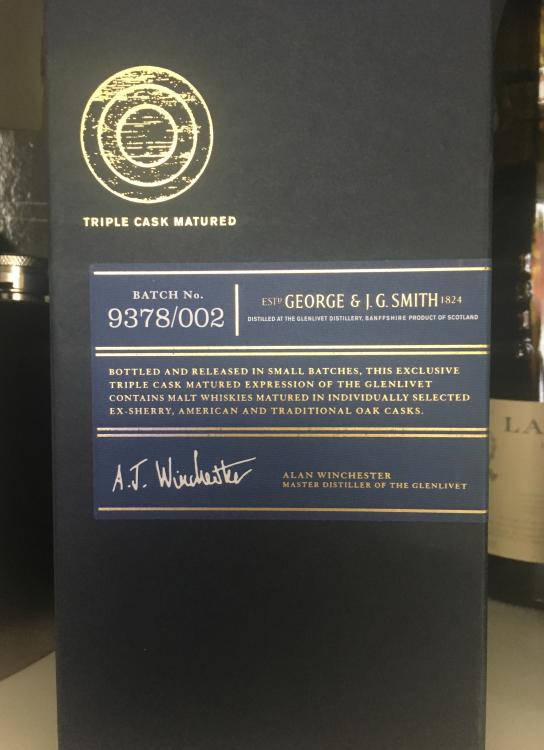 TRIPLE CASK MATURED
BATCH No.
9378/002
ESTD GEORGE & J.G. SMITH 1824
DISTILLED AT THE GLENLIVET DISTILLERY, BANFFSHIRE PRODUCT OF SCOTLAND
BOTTLED AND RELEASED IN SMALL BATCHES, THIS EXCLUSIVE
TRIPLE CASK MATURED EXPRESSION OF THE GLENLIVET
CONTAINS MALT WHISKIES MATURED IN INDIVIDUALLY SELECTED
EX-SHERRY, AMERICAN AND TRADITIONAL OAK CASKS.
A.J. Winchester
ALAN WINCHESTER
MASTER DISTILLER OF THE GLENLIVET
LA